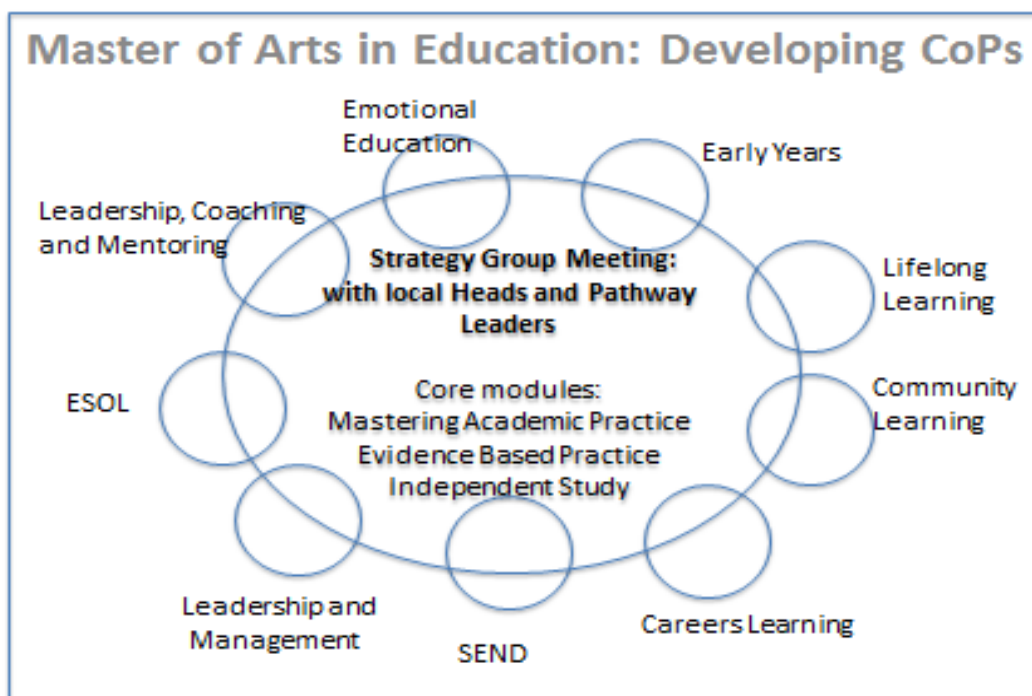 Master of Arts in Education: Developing CoPs
Emotional
Education
Early Years
Leadership, Coaching
and Mentoring
Strategy Group Meeting:
with local Heads and Pathway
Leaders
Lifelong
Learning
ESOL
Core modules:
Mastering Academic Practice
Evidence Based Practice
Independent Study
Community
Learning
Leadership and
Management
SEND
Careers Learning